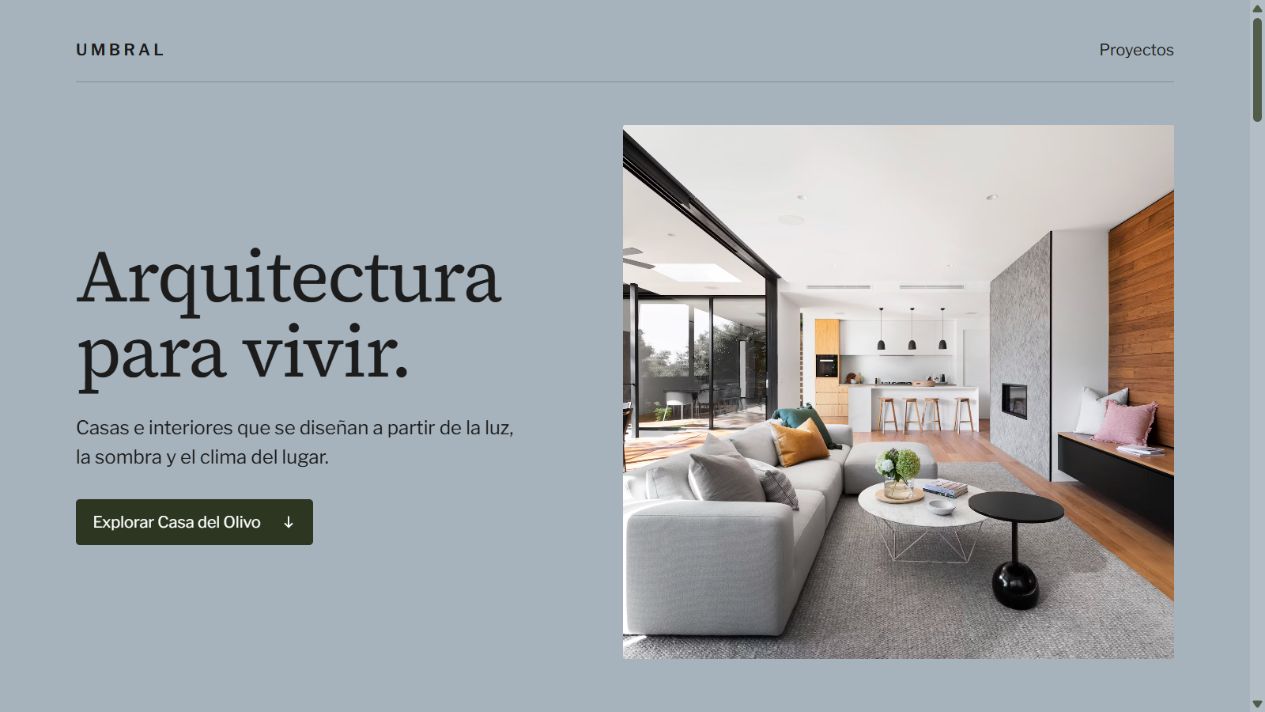 UMBRAL
Proyectos
Arquitectura
para vivir.
Casas e interiores que se diseñan a partir de la luz,
la sombra y el clima del lugar.
Explorar Casa del Olivo ↓